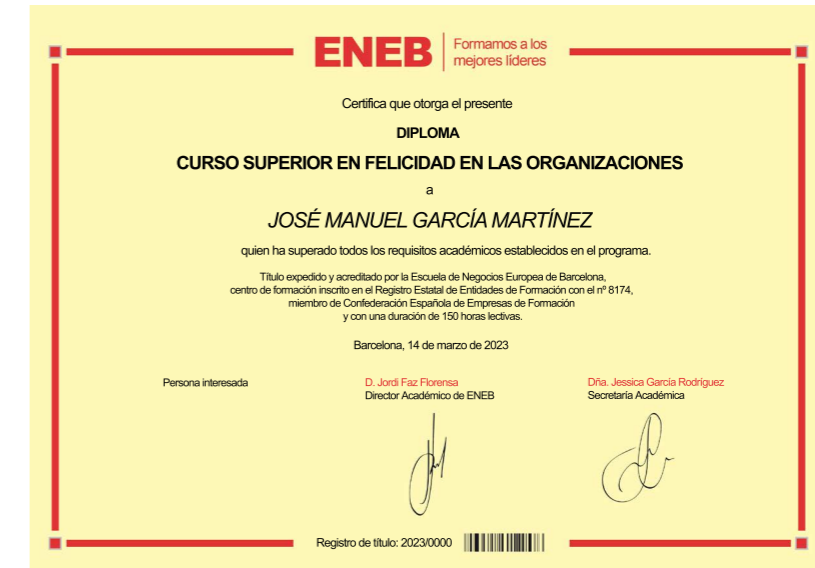 ENEB
Formamos a los
mejores líderes
Certifica que otorga el presente
DIPLOMA
CURSO SUPERIOR EN FELICIDAD EN LAS ORGANIZACIONES
a
JOSÉ MANUEL GARCÍA MARTÍNEZ
quien ha superado todos los requisitos académicos establecidos en el programa.
Título expedido y acreditado por la Escuela de Negocios Europea de Barcelona,
centro de formación inscrito en el Registro Estatal de Entidades de Formación con el nº 8174,
miembro de Confederación Española de Empresas de Formación
y con una duración de 150 horas lectivas.
Barcelona, 14 de marzo de 2023
Persona interesada
D. Jordi Faz Florensa
Director Académico de ENEB
Dña. Jessica García Rodríguez
Secretaría Académica
Registro de título: 2023/0000